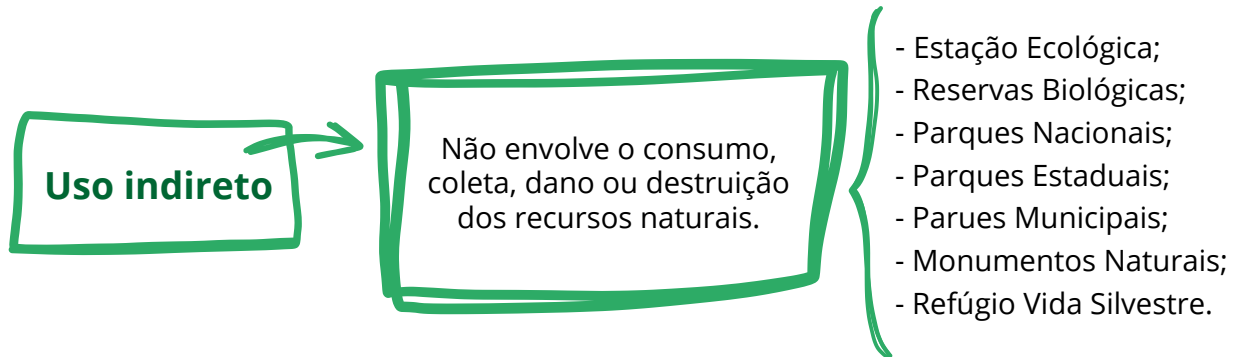 Uso indireto
Não envolve o consumo,
coleta, dano ou destruição
dos recursos naturais.
- Estação Ecológica;
- Reservas Biológicas;
- Parques Nacionais;
- Parques Estaduais;
- Parues Municipais;
- Monumentos Naturais;
- Refúgio Vida Silvestre.